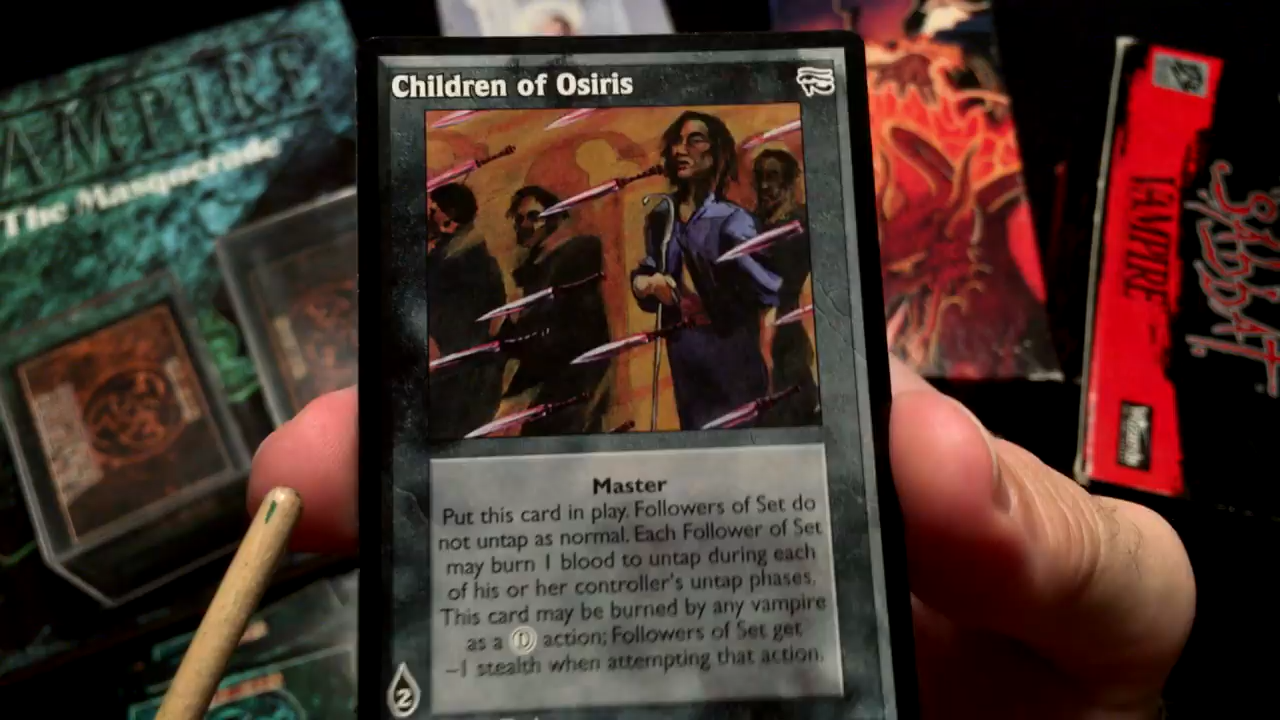 AMPIRE
The Masquerade
Children of Osiris
VAMPIRE
SABBAT
Master
Put this card in play. Followers of Set do
not untap as normal. Each Follower of Set
may burn 1 blood to untap during each
of his or her controller's untap phases.
This card may be burned by any vampire
as a Ⓓ action; Followers of Set get
–1 stealth when attempting that action.
2